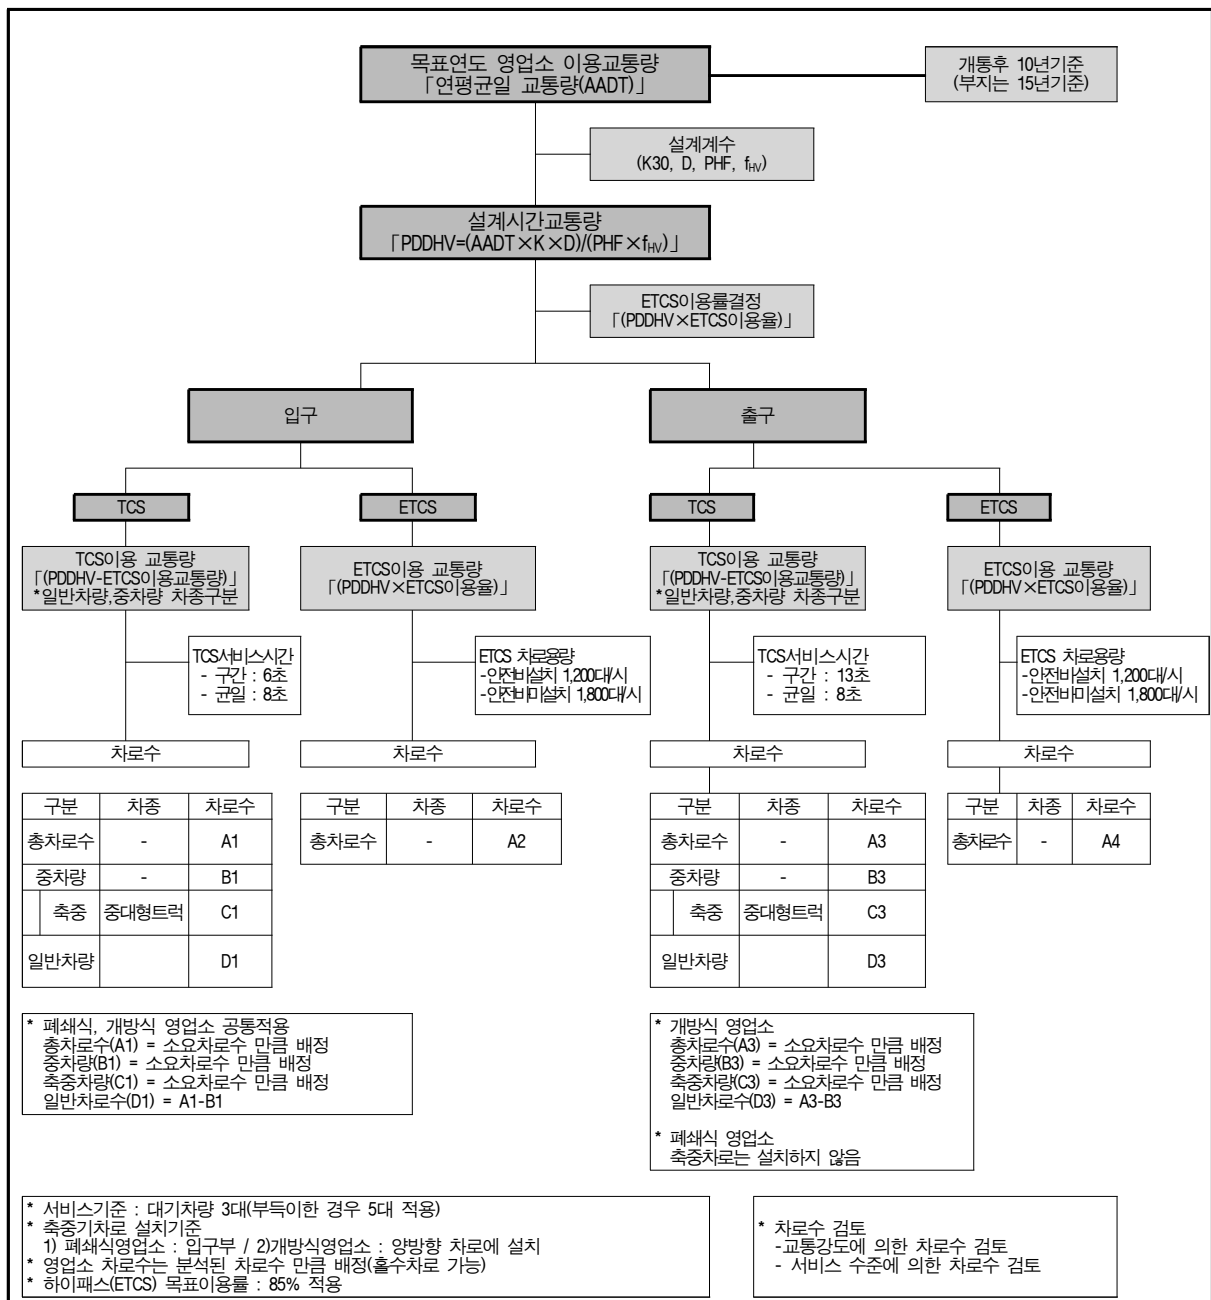 목표연도 영업소 이용교통량
「연평균일 교통량(AADT)」
개통후 10년기준
(부지는 15년기준)
설계계수
(K30, D, PHF, fHV)
설계시간교통량
「PDDHV=(AADT×K×D)/(PHF×fHV)」
ETCS이용률결정
「(PDDHV×ETCS이용율)」
입구
출구
TCS
ETCS
TCS
ETCS
TCS이용 교통량
「(PDDHV-ETCS이용교통량)」
*일반차량,중차량 차종구분
ETCS이용 교통량
「(PDDHV×ETCS이용율)」
TCS이용 교통량
「(PDDHV-ETCS이용교통량)」
*일반차량,중차량 차종구분
ETCS이용 교통량
「(PDDHV×ETCS이용율)」
TCS서비스시간
- 구간 : 6초
- 균일 : 8초
ETCS 차로용량
-안전바설치 1,200대/시
-안전바미설치 1,800대/시
TCS서비스시간
- 구간 : 13초
- 균일 : 8초
ETCS 차로용량
-안전바설치 1,200대/시
-안전바미설치 1,800대/시
차로수
차로수
차로수
차로수
구분 차종 차로수
총차로수 - A1
중차량 - B1
축중 중대형트럭 C1
일반차량 D1
구분 차종 차로수
총차로수 - A2
구분 차종 차로수
총차로수 - A3
중차량 - B3
축중 중대형트럭 C3
일반차량 D3
구분 차종 차로수
총차로수 - A4
* 폐쇄식, 개방식 영업소 공통적용
총차로수(A1) = 소요차로수 만큼 배정
중차량(B1) = 소요차로수 만큼 배정
축중차량(C1) = 소요차로수 만큼 배정
일반차로수(D1) = A1-B1
* 개방식 영업소
총차로수(A3) = 소요차로수 만큼 배정
중차량(B3) = 소요차로수 만큼 배정
축중차량(C3) = 소요차로수 만큼 배정
일반차로수(D3) = A3-B3
* 폐쇄식 영업소
축중차로는 설치하지 않음
* 서비스기준 : 대기차량 3대(부득이한 경우 5대 적용)
* 축중기차로 설치기준
1) 폐쇄식영업소 : 입구부 / 2)개방식영업소 : 양방향 차로에 설치
* 영업소 차로수는 분석된 차로수 만큼 배정(홀수차로 가능)
* 하이패스(ETCS) 목표이용률 : 85% 적용
* 차로수 검토
-교통강도에 의한 차로수 검토
- 서비스 수준에 의한 차로수 검토